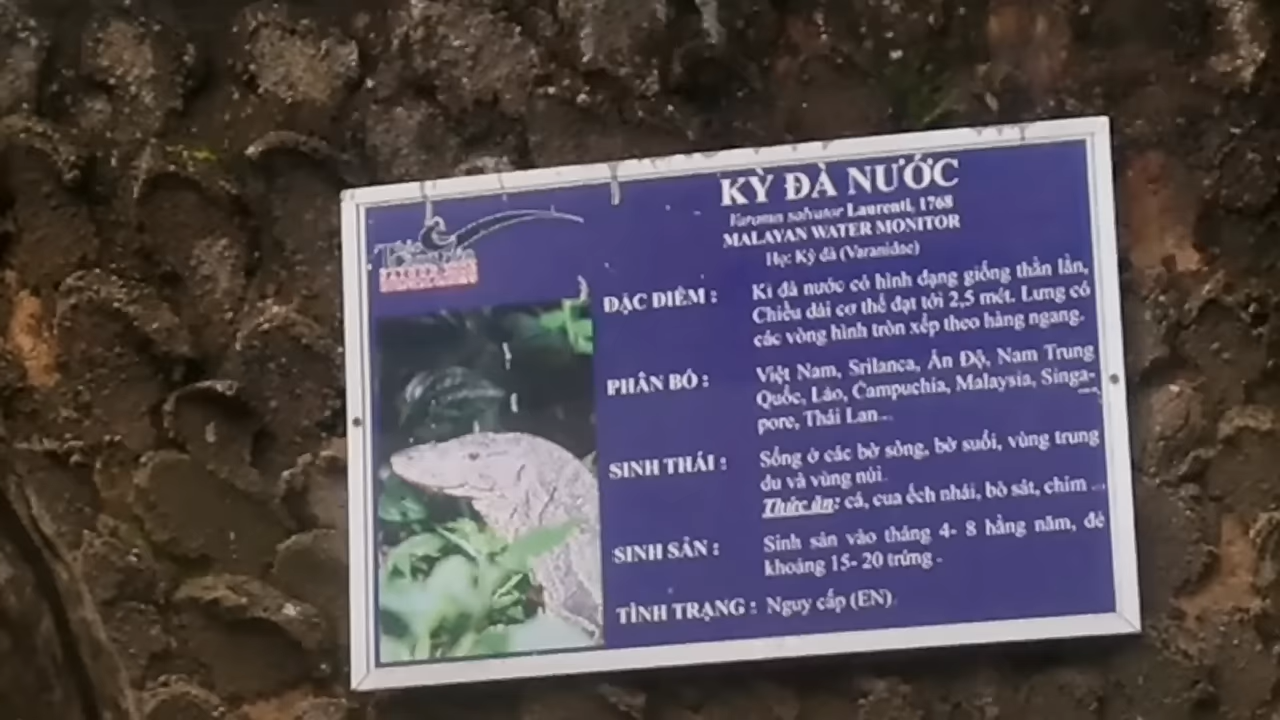 KỲ ĐÀ NƯỚC
Varanus salvator Laurenti, 1768
MALAYAN WATER MONITOR
Họ: Kỳ đà (Varanidae)
ĐẶC ĐIỂM : Kì đà nước có hình dạng giống thằn lằn,
Chiều dài cơ thể đạt tới 2,5 mét. Lưng có
các vòng hình tròn xếp theo hàng ngang.
PHÂN BỐ : Việt Nam, Srilanca, Ấn Độ, Nam Trung
Quốc, Lào, Campuchia, Malaysia, Singa-
pore, Thái Lan...
SINH THÁI : Sống ở các bờ sông, bờ suối, vùng trung
du và vùng núi.
Thức ăn: cá, cua ếch nhái, bò sát, chim ...
SINH SẢN : Sinh sản vào tháng 4- 8 hằng năm, đẻ
khoảng 15- 20 trứng .
TÌNH TRẠNG : Nguy cấp (EN).